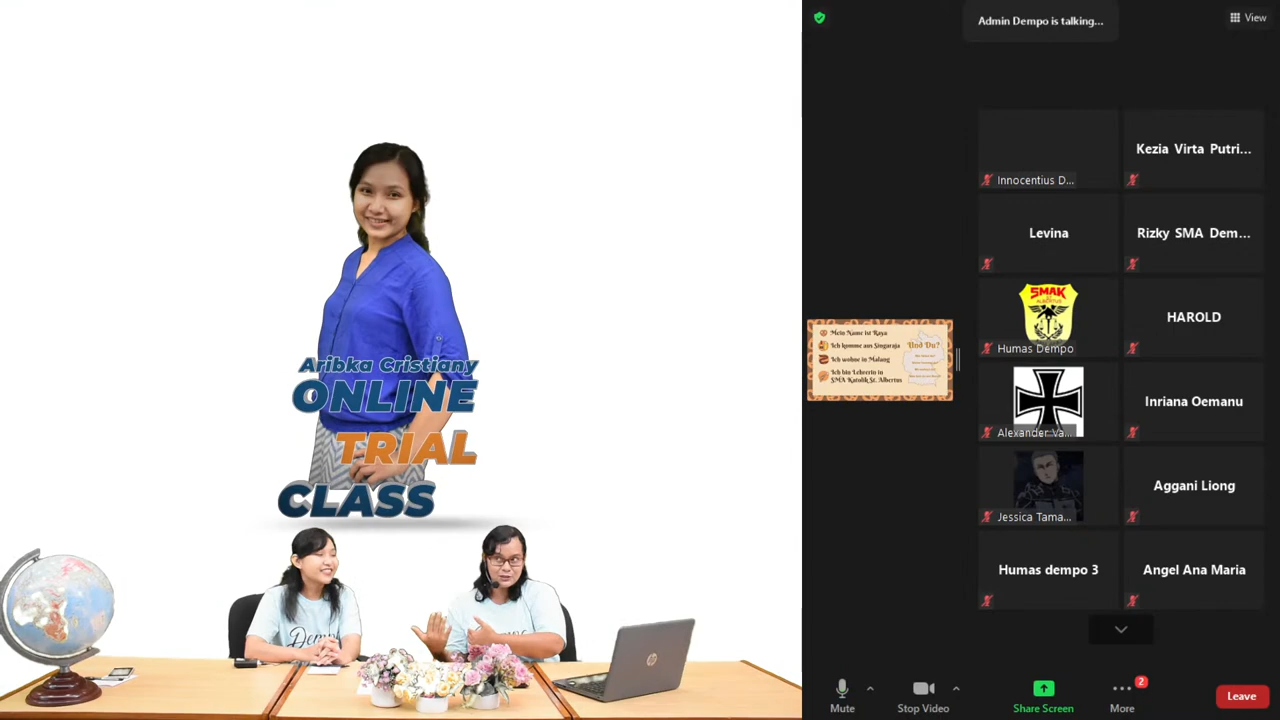 Admin Dempo is talking...
View
Innocentius D...
Kezia Virta Putri...
Levina
Rizky SMA Dem...
SMAK
ALBERTUS
Humas Dempo
HAROLD
Alexander Va...
Inriana Oemanu
Jessica Tama...
Aggani Liong
Humas dempo 3
Angel Ana Maria
Mein Name ist Raya
Ich komme aus Singaraja
Ich wohne in Malang
Ich bin Lehrerin in
SMA Katolik St. Albertus
Und Du?
Aribka Cristiany
ONLINE
TRIAL
CLASS
hp
Mute
Stop Video
Share Screen
2
More
Leave